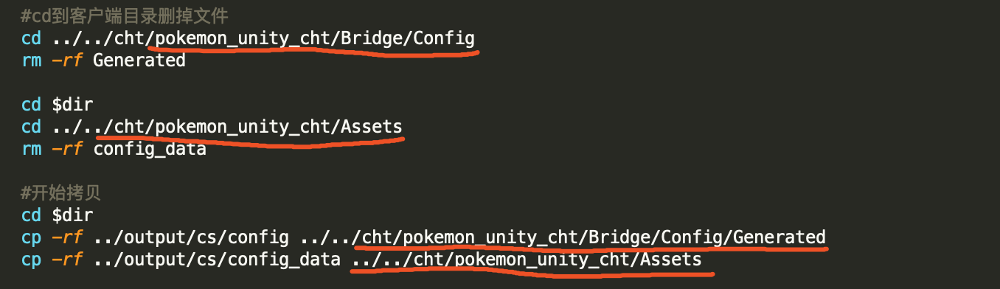 #cd到客户端目录删掉文件
cd ../../cht/pokemon_unity_cht/Bridge/Config
rm -rf Generated
cd $dir
cd ../../cht/pokemon_unity_cht/Assets
rm -rf config_data
#开始拷贝
cd $dir
cp -rf ../output/cs/config ../../cht/pokemon_unity_cht/Bridge/Config/Generated
cp -rf ../output/cs/config_data ../../cht/pokemon_unity_cht/Assets